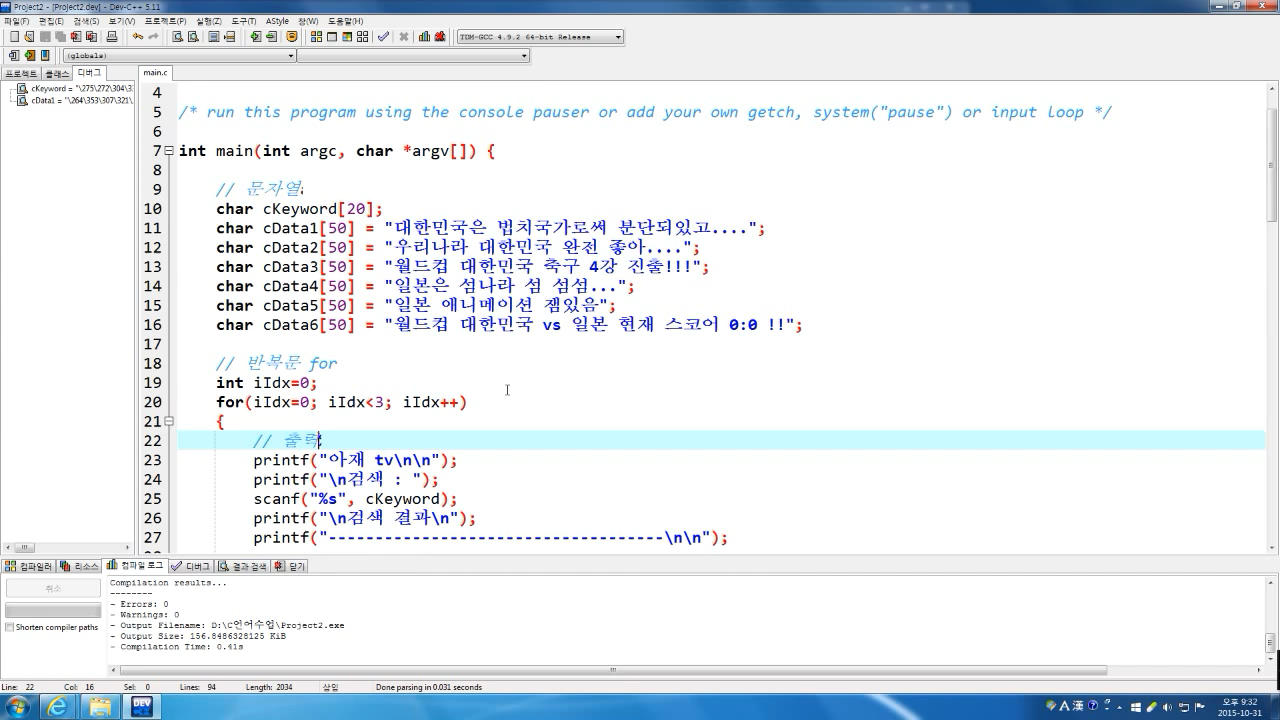 Project2 - [Project2.dev] - Dev-C++ 5.11
파일(F) 편집(E) 검색(S) 보기(V) 프로젝트(P) 실행(Z) 도구(T) AStyle 창(W) 도움말(H)
TDM-GCC 4.9.2 64-bit Release
(globals)
프로젝트 클래스 디버그
main.c
cKeyword = "\275\272\304\3
cData1 = "\264\353\307\321\
4
5 /* run this program using the console pauser or add your own getch, system("pause") or input loop */
6
7 int main(int argc, char *argv[]) {
8
9 // 문자열
10 char cKeyword[20];
11 char cData1[50] = "대한민국은 법치국가로써 분단되있고....";
12 char cData2[50] = "우리나라 대한민국 완전 좋아....";
13 char cData3[50] = "월드컵 대한민국 축구 4강 진출!!!";
14 char cData4[50] = "일본은 섬나라 섬 섬섬...";
15 char cData5[50] = "일본 애니메이션 잼있음";
16 char cData6[50] = "월드컵 대한민국 vs 일본 현재 스코어 0:0 !!";
17
18 // 반복문 for
19 int iIdx=0;
20 for(iIdx=0; iIdx<3; iIdx++)
21 {
22 // 출력
23 printf("아재 tv\n\n");
24 printf("\n검색 : ");
25 scanf("%s", cKeyword);
26 printf("\n검색 결과\n");
27 printf("------------------------------------\n\n");
컴파일러 리소스 컴파일 로그 디버그 결과 검색 닫기
취소
Shorten compiler paths
Compilation results...
--------
- Errors: 0
- Warnings: 0
- Output Filename: D:\C언어수업\Project2.exe
- Output Size: 156.8486328125 KiB
- Compilation Time: 0.41s
Line: 22 Col: 16 Sel: 0 Lines: 94 Length: 2034 삽입 Done parsing in 0.031 seconds
DEV
A 漢
오후 9:32
2015-10-31